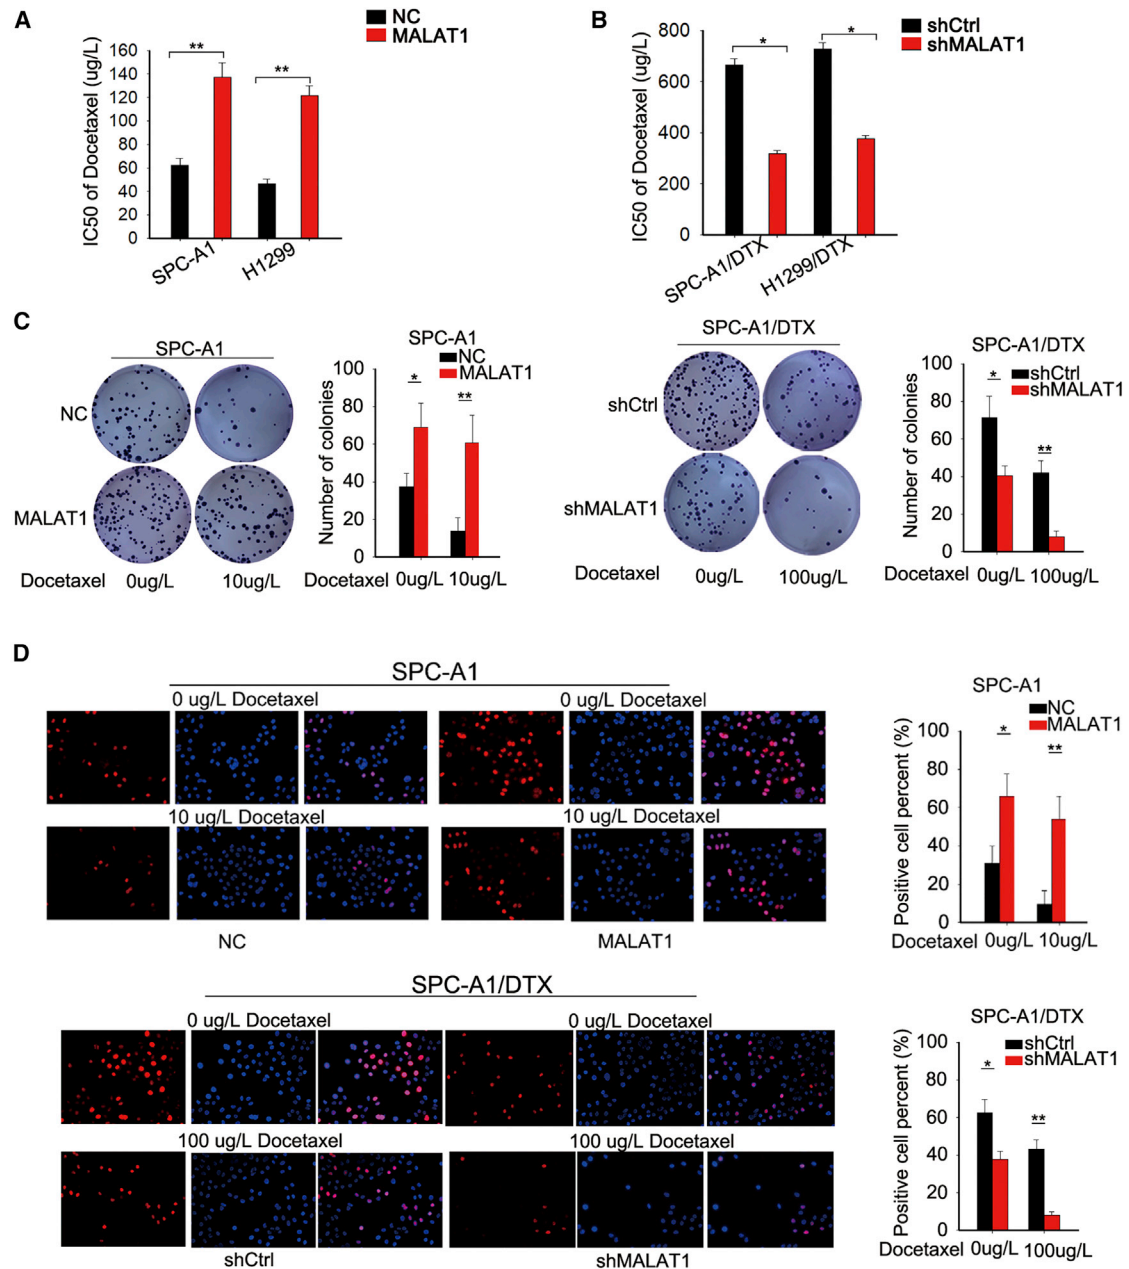 A
NC
MALAT1
IC50 of Docetaxel (ug/L)
160
140
120
100
80
60
40
20
0
**
**
SPC-A1
H1299
B
shCtrl
shMALAT1
IC50 of Docetaxel (ug/L)
800
600
400
200
0
*
*
SPC-A1/DTX
H1299/DTX
C
SPC-A1
NC
MALAT1
Docetaxel 0ug/L 10ug/L
SPC-A1
NC
MALAT1
Number of colonies
100
80
60
40
20
0
*
**
Docetaxel 0ug/L 10ug/L
SPC-A1/DTX
shCtrl
shMALAT1
Docetaxel 0ug/L 100ug/L
SPC-A1/DTX
shCtrl
shMALAT1
Number of colonies
100
80
60
40
20
0
*
**
Docetaxel 0ug/L 100ug/L
D
SPC-A1
0 ug/L Docetaxel 0 ug/L Docetaxel
10 ug/L Docetaxel 10 ug/L Docetaxel
NC MALAT1
SPC-A1
NC
MALAT1
Positive cell percent (%)
100
80
60
40
20
0
*
**
Docetaxel 0ug/L 10ug/L
SPC-A1/DTX
0 ug/L Docetaxel 0 ug/L Docetaxel
100 ug/L Docetaxel 100 ug/L Docetaxel
shCtrl shMALAT1
SPC-A1/DTX
shCtrl
shMALAT1
Positive cell percent (%)
100
80
60
40
20
0
*
**
Docetaxel 0ug/L 100ug/L